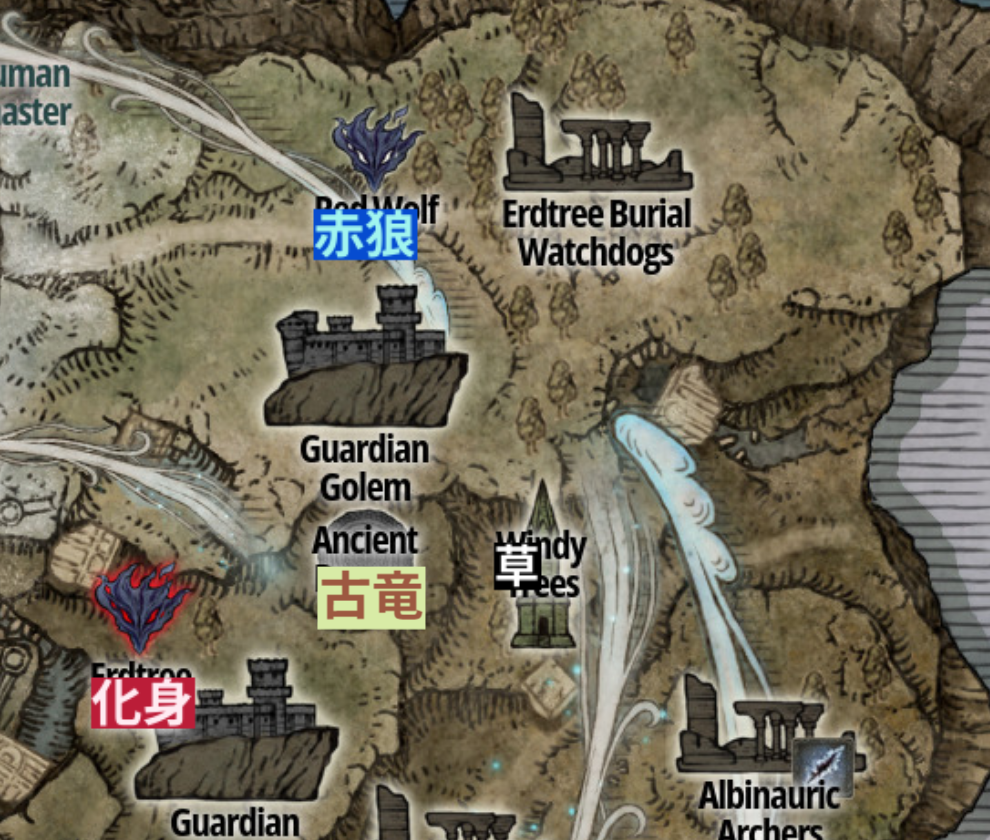 uman
aster
Red Wolf
赤狼
Erdtree Burial
Watchdogs
Guardian
Golem
Ancient
古竜
Windy
草
Trees
Erdtree
化身
Guardian
Albinauric
Archers